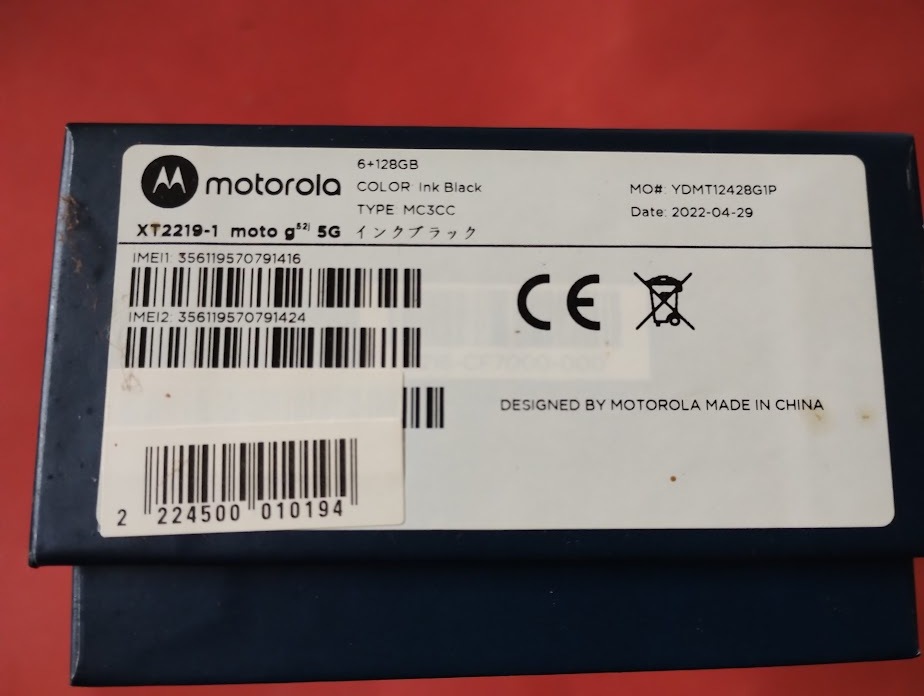 motorola
6+128GB
COLOR: Ink Black
TYPE MC3CC
MO#: YDMT12428G1P
Date: 2022-04-29
XT2219-1 moto g⁵²ʲ 5G インクブラック
IMEI1: 356119570791416
IMEI2: 356119570791424
CE
DESIGNED BY MOTOROLA MADE IN CHINA
2 224500 010194